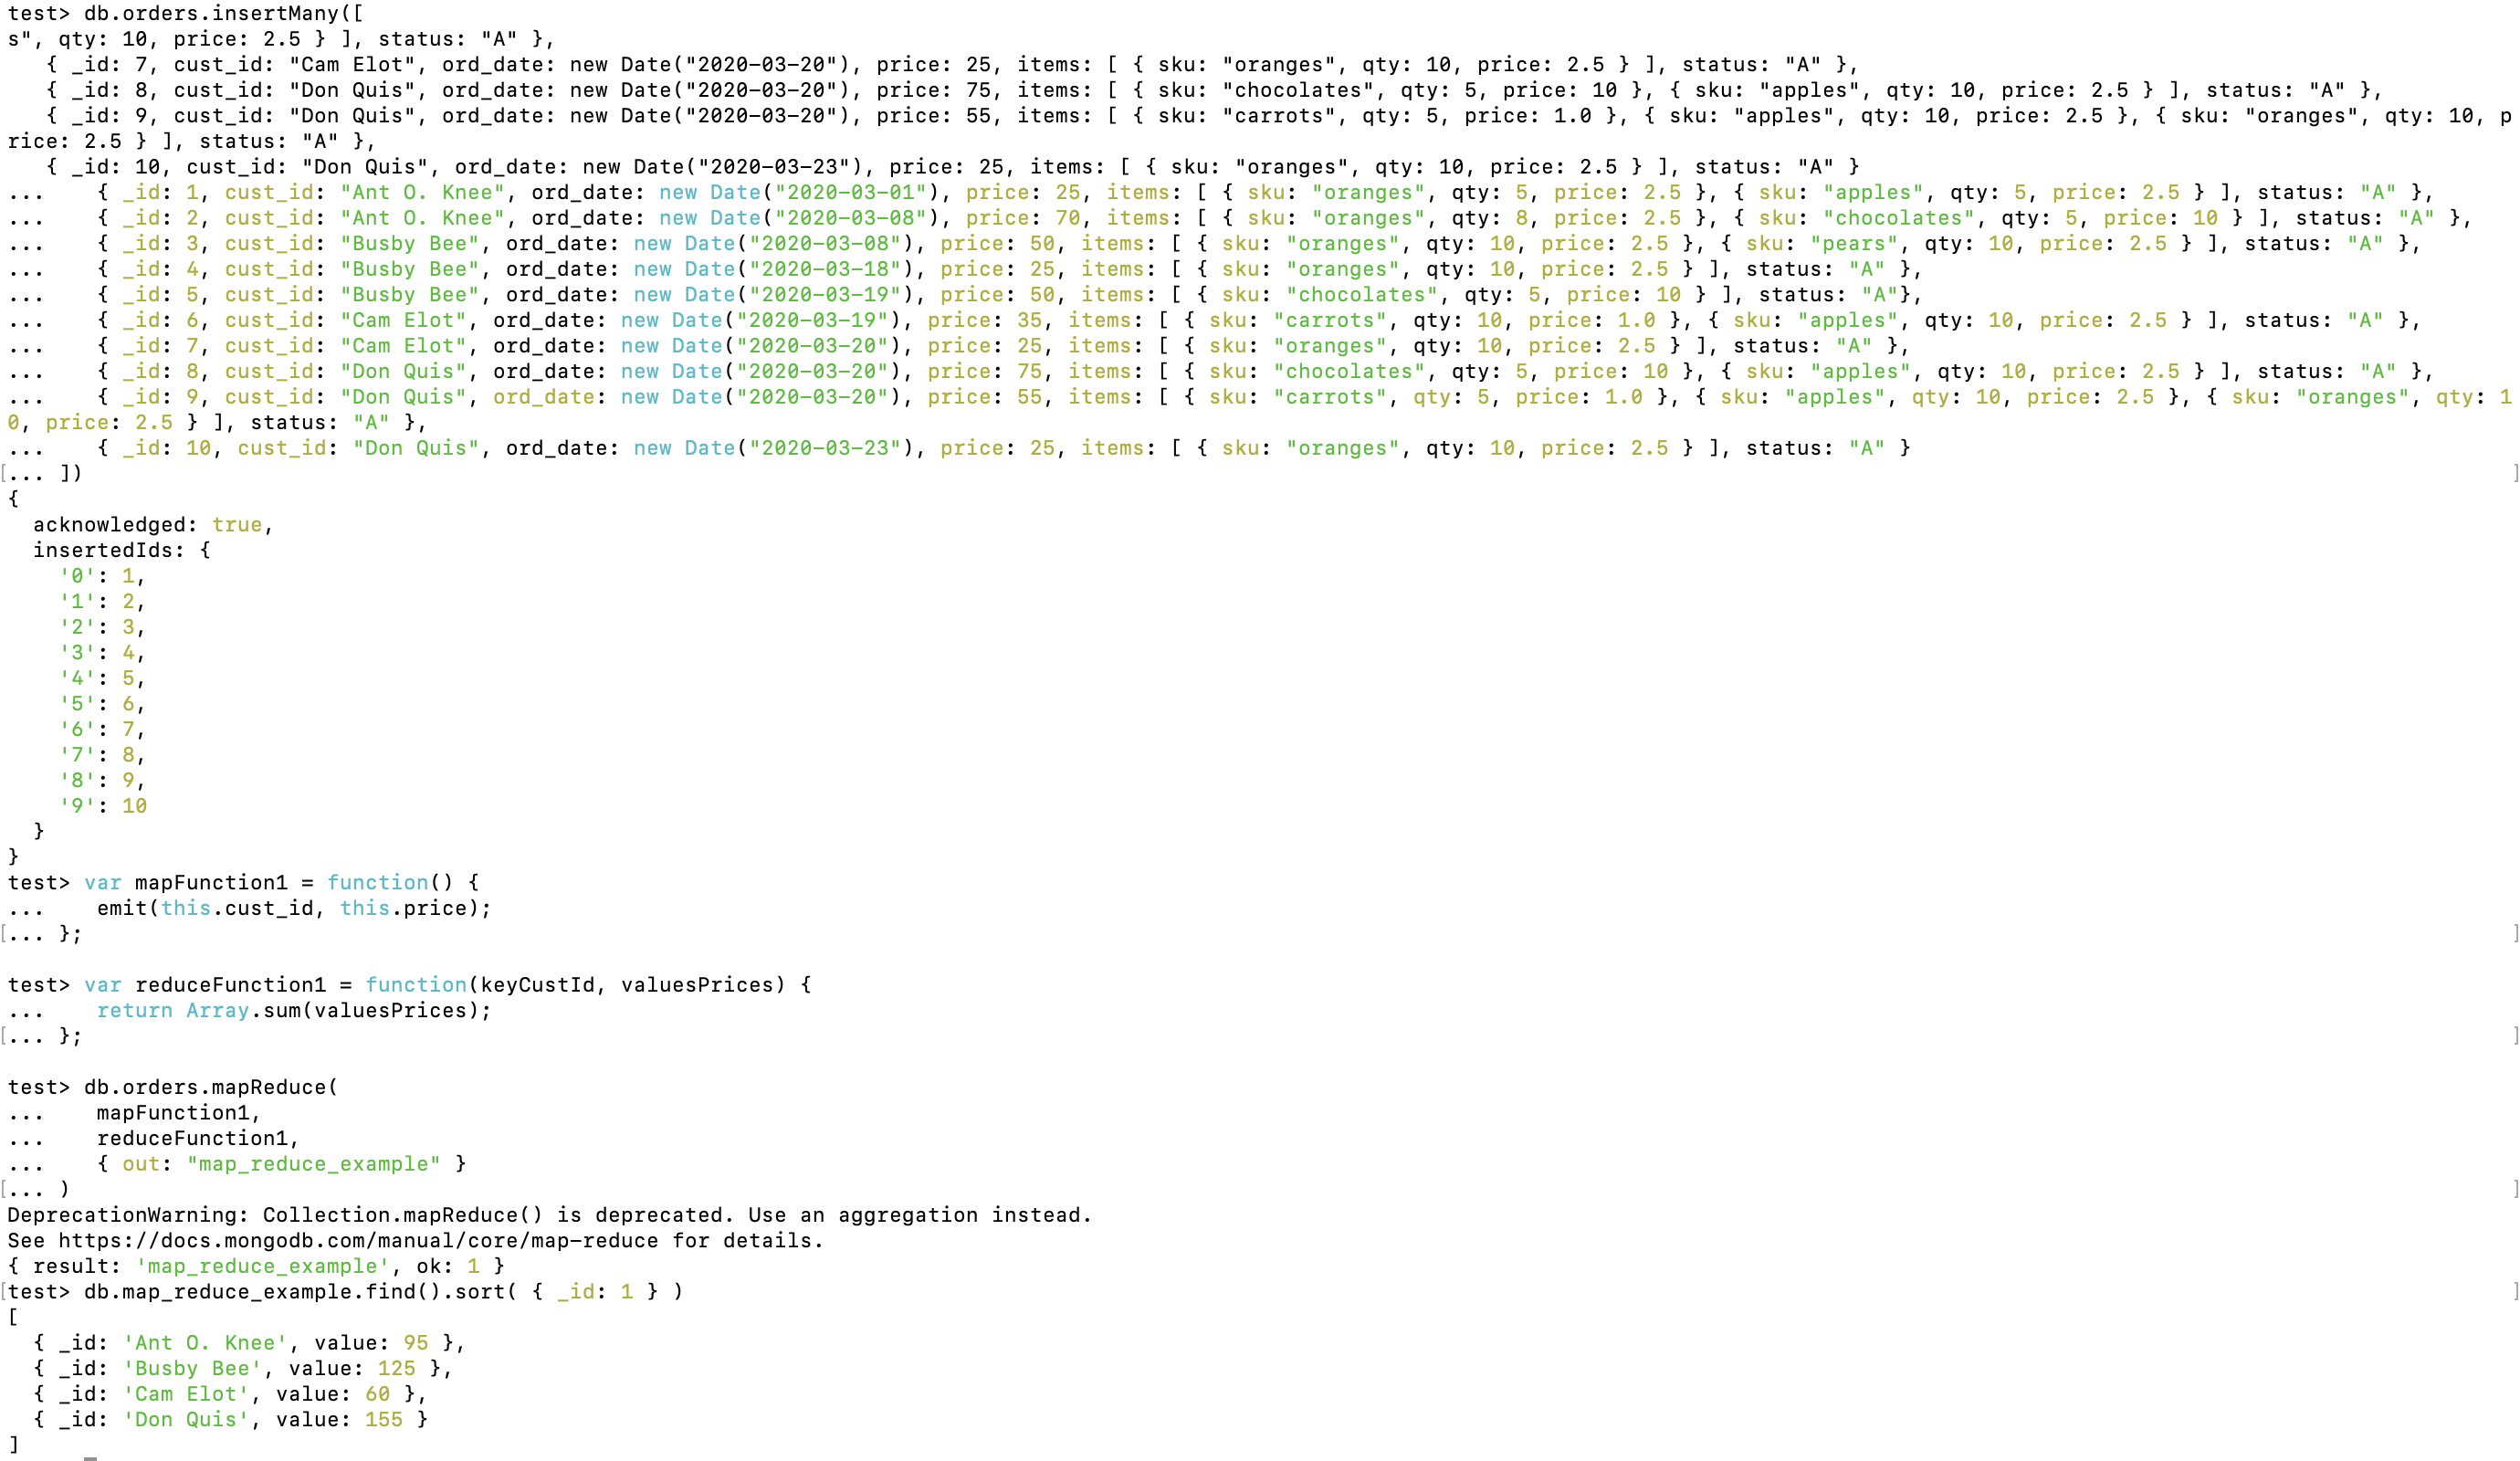 test> db.orders.insertMany([
s", qty: 10, price: 2.5 } ], status: "A" },
   { _id: 7, cust_id: "Cam Elot", ord_date: new Date("2020-03-20"), price: 25, items: [ { sku: "oranges", qty: 10, price: 2.5 } ], status: "A" },
   { _id: 8, cust_id: "Don Quis", ord_date: new Date("2020-03-20"), price: 75, items: [ { sku: "chocolates", qty: 5, price: 10 }, { sku: "apples", qty: 10, price: 2.5 } ], status: "A" },
   { _id: 9, cust_id: "Don Quis", ord_date: new Date("2020-03-20"), price: 55, items: [ { sku: "carrots", qty: 5, price: 1.0 }, { sku: "apples", qty: 10, price: 2.5 }, { sku: "oranges", qty: 10, p
rice: 2.5 } ], status: "A" },
   { _id: 10, cust_id: "Don Quis", ord_date: new Date("2020-03-23"), price: 25, items: [ { sku: "oranges", qty: 10, price: 2.5 } ], status: "A" }
...    { _id: 1, cust_id: "Ant O. Knee", ord_date: new Date("2020-03-01"), price: 25, items: [ { sku: "oranges", qty: 5, price: 2.5 }, { sku: "apples", qty: 5, price: 2.5 } ], status: "A" },
...    { _id: 2, cust_id: "Ant O. Knee", ord_date: new Date("2020-03-08"), price: 70, items: [ { sku: "oranges", qty: 8, price: 2.5 }, { sku: "chocolates", qty: 5, price: 10 } ], status: "A" },
...    { _id: 3, cust_id: "Busby Bee", ord_date: new Date("2020-03-08"), price: 50, items: [ { sku: "oranges", qty: 10, price: 2.5 }, { sku: "pears", qty: 10, price: 2.5 } ], status: "A" },
...    { _id: 4, cust_id: "Busby Bee", ord_date: new Date("2020-03-18"), price: 25, items: [ { sku: "oranges", qty: 10, price: 2.5 } ], status: "A" },
...    { _id: 5, cust_id: "Busby Bee", ord_date: new Date("2020-03-19"), price: 50, items: [ { sku: "chocolates", qty: 5, price: 10 } ], status: "A"},
...    { _id: 6, cust_id: "Cam Elot", ord_date: new Date("2020-03-19"), price: 35, items: [ { sku: "carrots", qty: 10, price: 1.0 }, { sku: "apples", qty: 10, price: 2.5 } ], status: "A" },
...    { _id: 7, cust_id: "Cam Elot", ord_date: new Date("2020-03-20"), price: 25, items: [ { sku: "oranges", qty: 10, price: 2.5 } ], status: "A" },
...    { _id: 8, cust_id: "Don Quis", ord_date: new Date("2020-03-20"), price: 75, items: [ { sku: "chocolates", qty: 5, price: 10 }, { sku: "apples", qty: 10, price: 2.5 } ], status: "A" },
...    { _id: 9, cust_id: "Don Quis", ord_date: new Date("2020-03-20"), price: 55, items: [ { sku: "carrots", qty: 5, price: 1.0 }, { sku: "apples", qty: 10, price: 2.5 }, { sku: "oranges", qty: 1
0, price: 2.5 } ], status: "A" },
...    { _id: 10, cust_id: "Don Quis", ord_date: new Date("2020-03-23"), price: 25, items: [ { sku: "oranges", qty: 10, price: 2.5 } ], status: "A" }
[... ]) ]
{
  acknowledged: true,
  insertedIds: {
    '0': 1,
    '1': 2,
    '2': 3,
    '3': 4,
    '4': 5,
    '5': 6,
    '6': 7,
    '7': 8,
    '8': 9,
    '9': 10
  }
}
test> var mapFunction1 = function() {
...    emit(this.cust_id, this.price);
[... }; ]
test> var reduceFunction1 = function(keyCustId, valuesPrices) {
...    return Array.sum(valuesPrices);
[... }; ]
test> db.orders.mapReduce(
...    mapFunction1,
...    reduceFunction1,
...    { out: "map_reduce_example" }
[... ) ]
DeprecationWarning: Collection.mapReduce() is deprecated. Use an aggregation instead.
See https://docs.mongodb.com/manual/core/map-reduce for details.
{ result: 'map_reduce_example', ok: 1 }
[test> db.map_reduce_example.find().sort( { _id: 1 } ) ]
[
  { _id: 'Ant O. Knee', value: 95 },
  { _id: 'Busby Bee', value: 125 },
  { _id: 'Cam Elot', value: 60 },
  { _id: 'Don Quis', value: 155 }
]